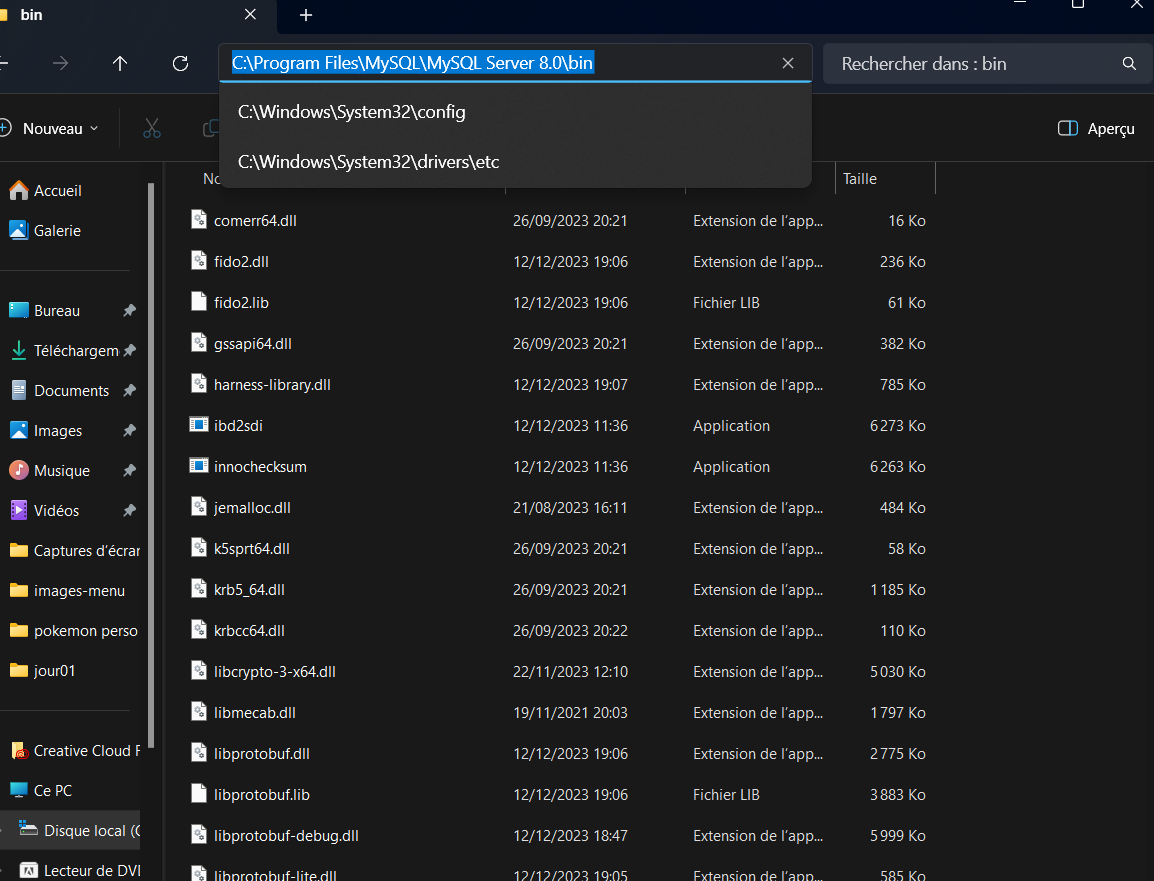 bin
C:\Program Files\MySQL\MySQL Server 8.0\bin
Rechercher dans : bin
C:\Windows\System32\config
C:\Windows\System32\drivers\etc
Nouveau
Aperçu
Accueil
Galerie
Bureau
Téléchargem
Documents
Images
Musique
Vidéos
Captures d'écran
images-menu
pokemon perso
jour01
Creative Cloud F
Ce PC
Disque local (C
Lecteur de DVD
No
Taille
comerr64.dll 26/09/2023 20:21 Extension de l'app... 16 Ko
fido2.dll 12/12/2023 19:06 Extension de l'app... 236 Ko
fido2.lib 12/12/2023 19:06 Fichier LIB 61 Ko
gssapi64.dll 26/09/2023 20:21 Extension de l'app... 382 Ko
harness-library.dll 12/12/2023 19:07 Extension de l'app... 785 Ko
ibd2sdi 12/12/2023 11:36 Application 6 273 Ko
innochecksum 12/12/2023 11:36 Application 6 263 Ko
jemalloc.dll 21/08/2023 16:11 Extension de l'app... 484 Ko
k5sprt64.dll 26/09/2023 20:21 Extension de l'app... 58 Ko
krb5_64.dll 26/09/2023 20:21 Extension de l'app... 1 185 Ko
krbcc64.dll 26/09/2023 20:22 Extension de l'app... 110 Ko
libcrypto-3-x64.dll 22/11/2023 12:10 Extension de l'app... 5 030 Ko
libmecab.dll 19/11/2021 20:03 Extension de l'app... 1 797 Ko
libprotobuf.dll 12/12/2023 19:06 Extension de l'app... 2 775 Ko
libprotobuf.lib 12/12/2023 19:06 Fichier LIB 3 883 Ko
libprotobuf-debug.dll 12/12/2023 18:47 Extension de l'app... 5 999 Ko
libprotobuf-lite.dll 12/12/2023 19:05 Extension de l'app... 585 Ko